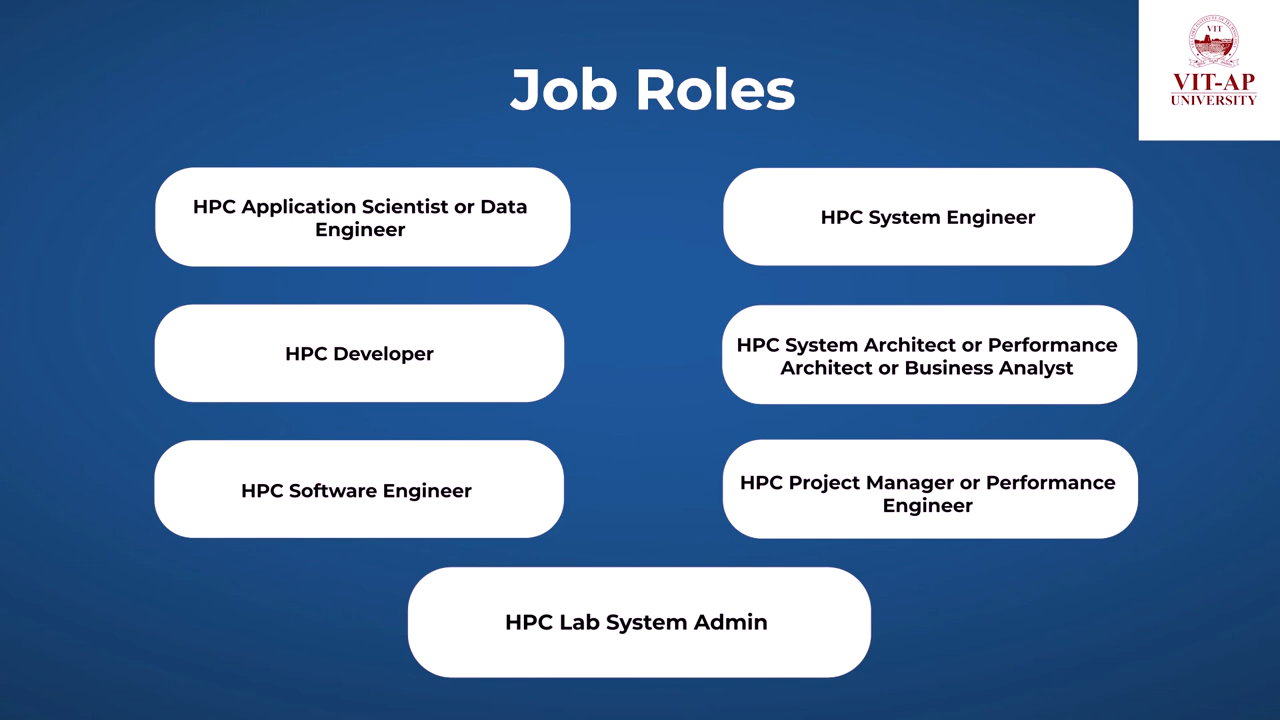 Job Roles
VIT
VIT-AP
UNIVERSITY
HPC Application Scientist or Data
Engineer
HPC System Engineer
HPC Developer
HPC System Architect or Performance
Architect or Business Analyst
HPC Software Engineer
HPC Project Manager or Performance
Engineer
HPC Lab System Admin